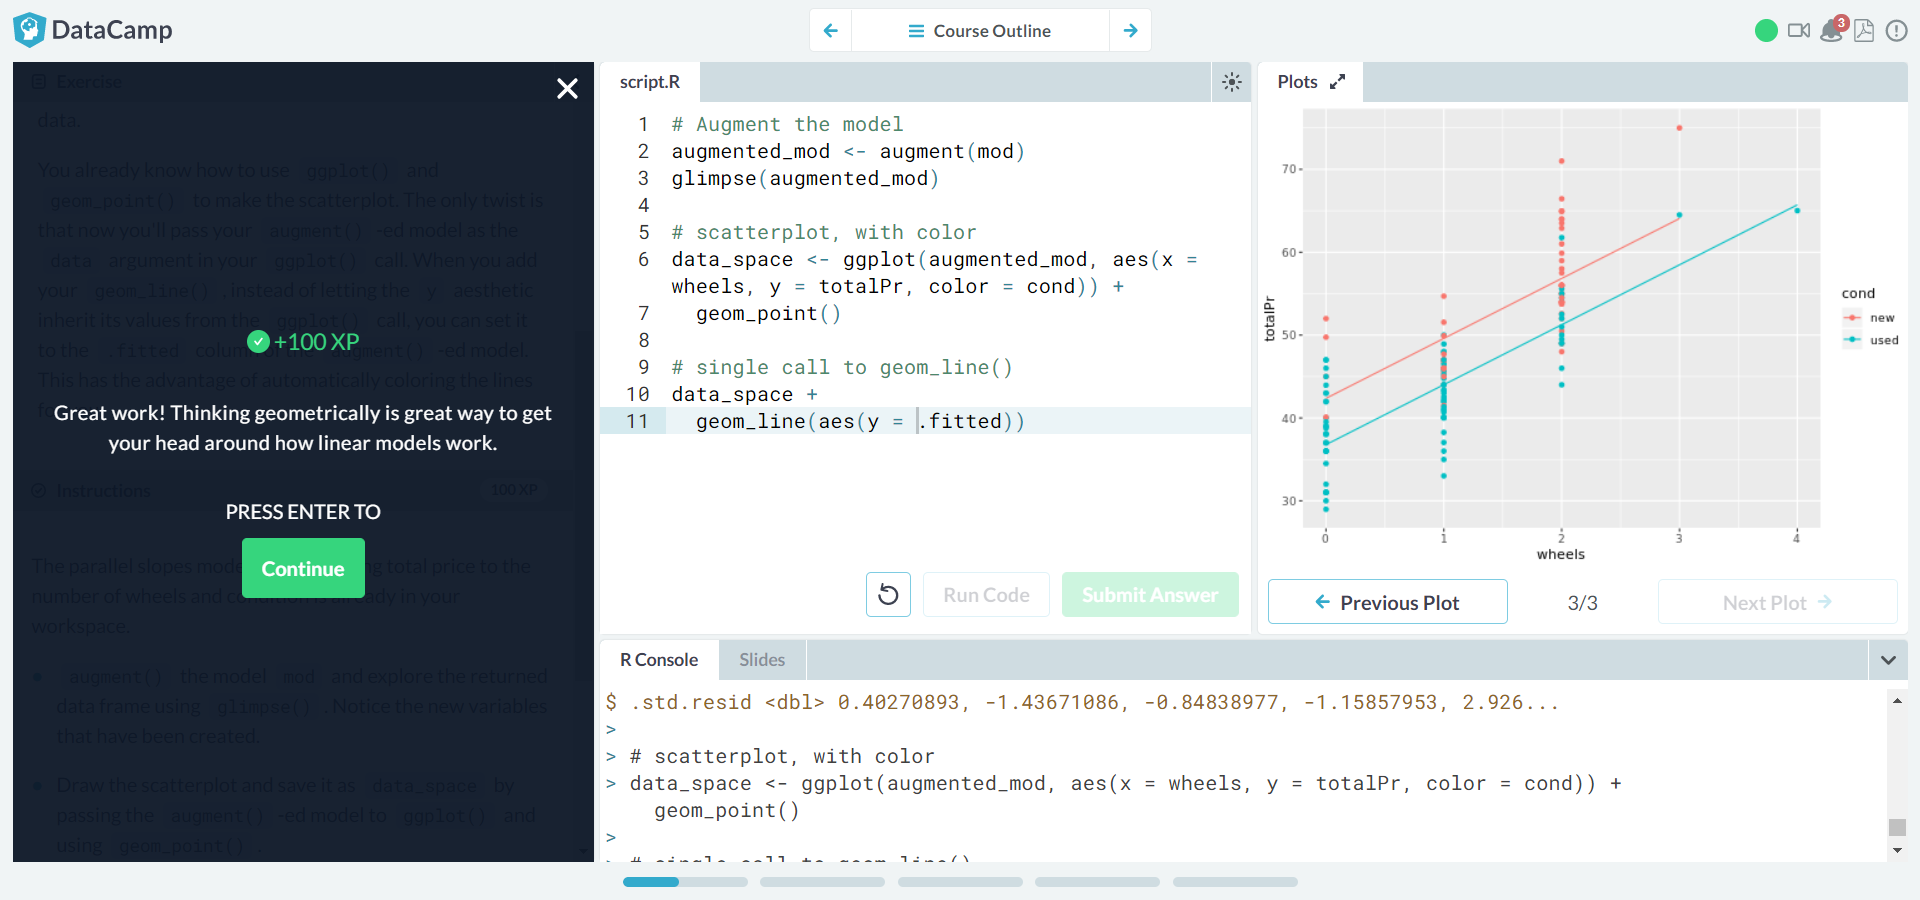 DataCamp
Course Outline
3
Exercise
data.
You already know how to use ggplot() and
geom_point() to make the scatterplot. The only twist is
that now you'll pass your augment() -ed model as the
data argument in your ggplot() call. When you add
your geom_line() , instead of letting the y aesthetic
inherit its values from the ggplot() call, you can set it
to the .fitted column of the augment() -ed model.
This has the advantage of automatically coloring the lines
+100 XP
Great work! Thinking geometrically is great way to get
your head around how linear models work.
Instructions
100 XP
PRESS ENTER TO
Continue
The parallel slopes total price to the
number of wheels and already in your
workspace.
augment() the model mod and explore the returned
data frame using glimpse() . Notice the new variables
that have been created.
Draw the scatterplot and save it as data_space by
passing the augment() -ed model to ggplot() and
using geom_point() .
script.R
1 # Augment the model
2 augmented_mod <- augment(mod)
3 glimpse(augmented_mod)
4
5 # scatterplot, with color
6 data_space <- ggplot(augmented_mod, aes(x =
wheels, y = totalPr, color = cond)) +
7 geom_point()
8
9 # single call to geom_line()
10 data_space +
11 geom_line(aes(y = .fitted))
Run Code
Submit Answer
Plots
70
60
50
40
30
totalPr
0 1 2 3 4
wheels
cond
new
used
Previous Plot
3/3
Next Plot
R Console
Slides
$ .std.resid <dbl> 0.40270893, -1.43671086, -0.84838977, -1.15857953, 2.926...
>
> # scatterplot, with color
> data_space <- ggplot(augmented_mod, aes(x = wheels, y = totalPr, color = cond)) +
geom_point()
>
> # single call to geom_line()